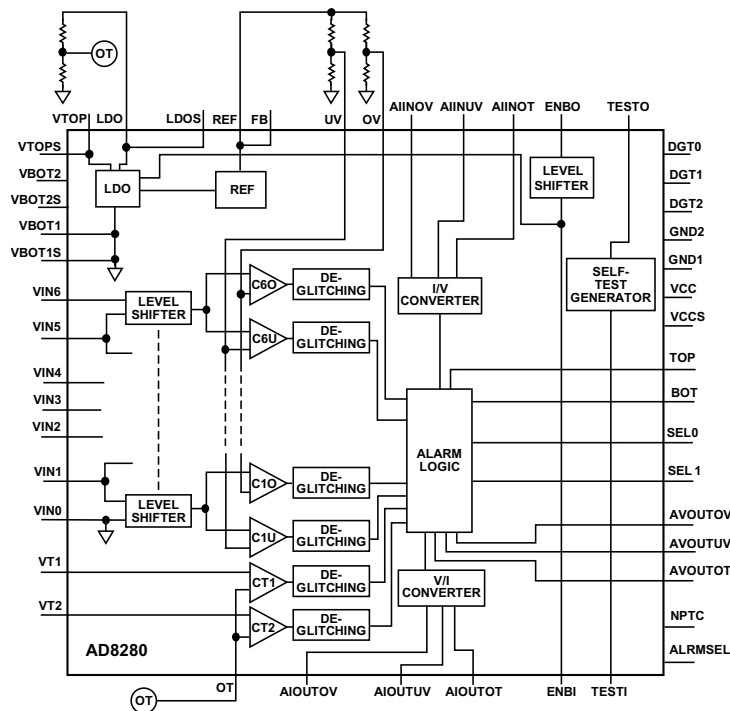 OT
VTOP LDO LDOS REF FB UV OV AIINOV AIINUV AIINOT ENBO TESTO
VTOPS
VBOT2
VBOT2S
VBOT1
VBOT1S
VIN6
VIN5
VIN4
VIN3
VIN2
VIN1
VIN0
VT1
VT2
LDO
REF
LEVEL
SHIFTER
LEVEL
SHIFTER
LEVEL
SHIFTER
C6O
C6U
C1O
C1U
CT1
CT2
DE-
GLITCHING
DE-
GLITCHING
DE-
GLITCHING
DE-
GLITCHING
DE-
GLITCHING
DE-
GLITCHING
I/V
CONVERTER
ALARM
LOGIC
V/I
CONVERTER
SELF-
TEST
GENERATOR
DGT0
DGT1
DGT2
GND2
GND1
VCC
VCCS
TOP
BOT
SEL0
SEL 1
AVOUTOV
AVOUTUV
AVOUTOT
NPTC
ALRMSEL
AD8280
OT
OT
AIOUTOV AIOUTUV AIOUTOT ENBI TESTI